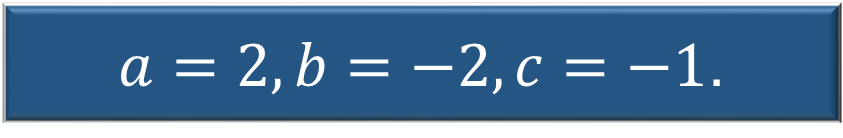 a = 2, b = −2, c = −1.